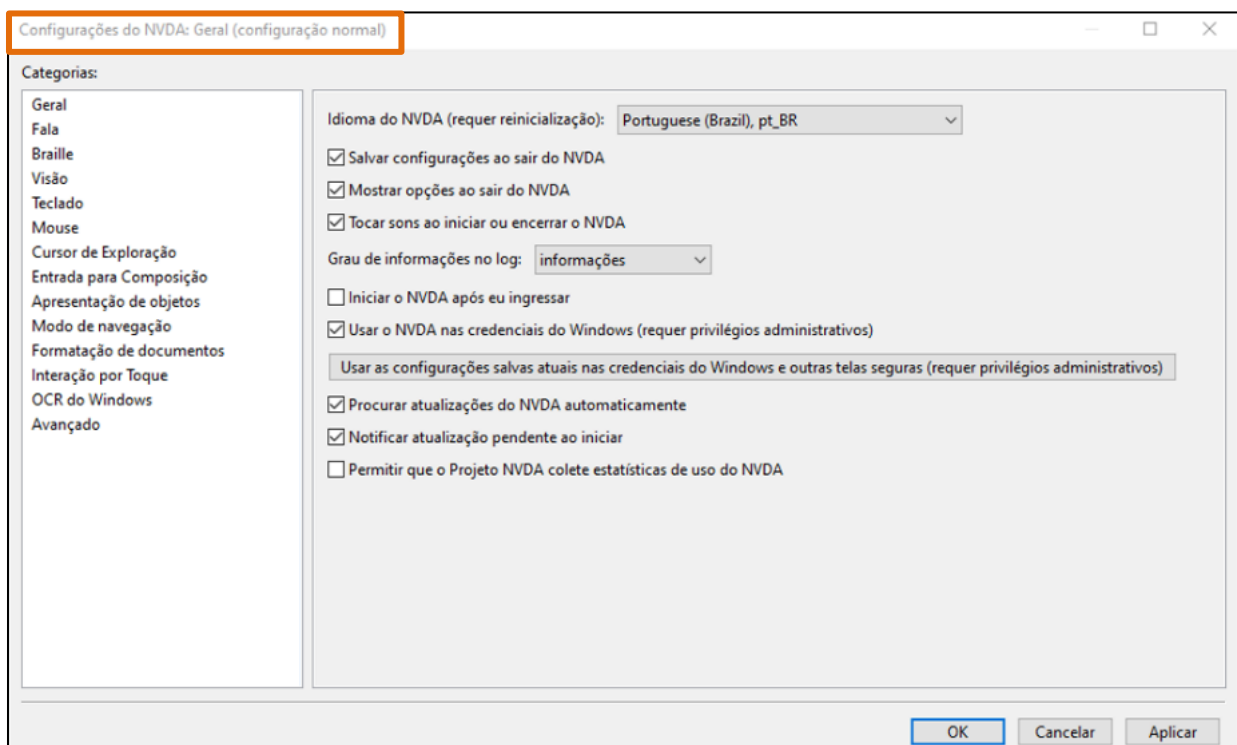 Configurações do NVDA: Geral (configuração normal)
Categorias:
Geral
Fala
Braille
Visão
Teclado
Mouse
Cursor de Exploração
Entrada para Composição
Apresentação de objetos
Modo de navegação
Formatação de documentos
Interação por Toque
OCR do Windows
Avançado
Idioma do NVDA (requer reinicialização): Portuguese (Brazil), pt_BR
Salvar configurações ao sair do NVDA
Mostrar opções ao sair do NVDA
Tocar sons ao iniciar ou encerrar o NVDA
Grau de informações no log: informações
Iniciar o NVDA após eu ingressar
Usar o NVDA nas credenciais do Windows (requer privilégios administrativos)
Usar as configurações salvas atuais nas credenciais do Windows e outras telas seguras (requer privilégios administrativos)
Procurar atualizações do NVDA automaticamente
Notificar atualização pendente ao iniciar
Permitir que o Projeto NVDA colete estatísticas de uso do NVDA
OK Cancelar Aplicar